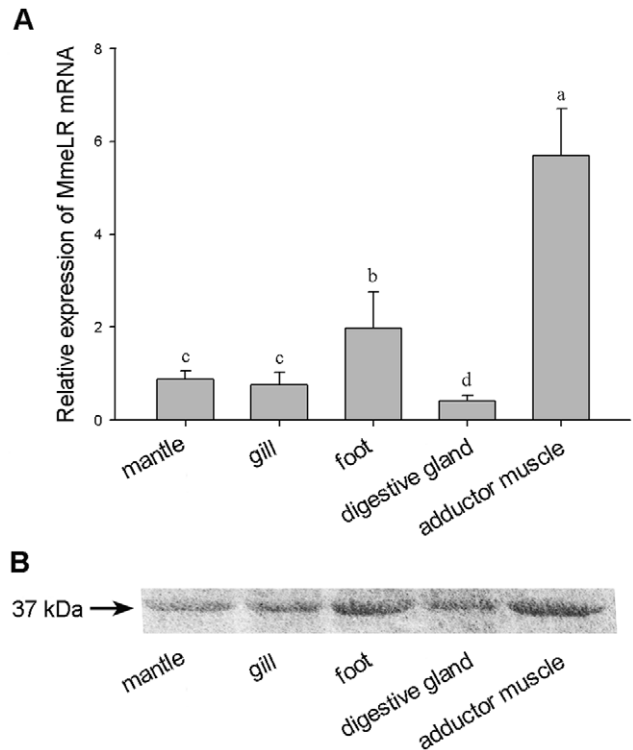 A
Relative expression of MmeLR mRNA
8
6
4
2
0
c
c
b
d
a
mantle
gill
foot
digestive gland
adductor muscle
B
37 kDa
mantle
gill
foot
digestive gland
adductor muscle